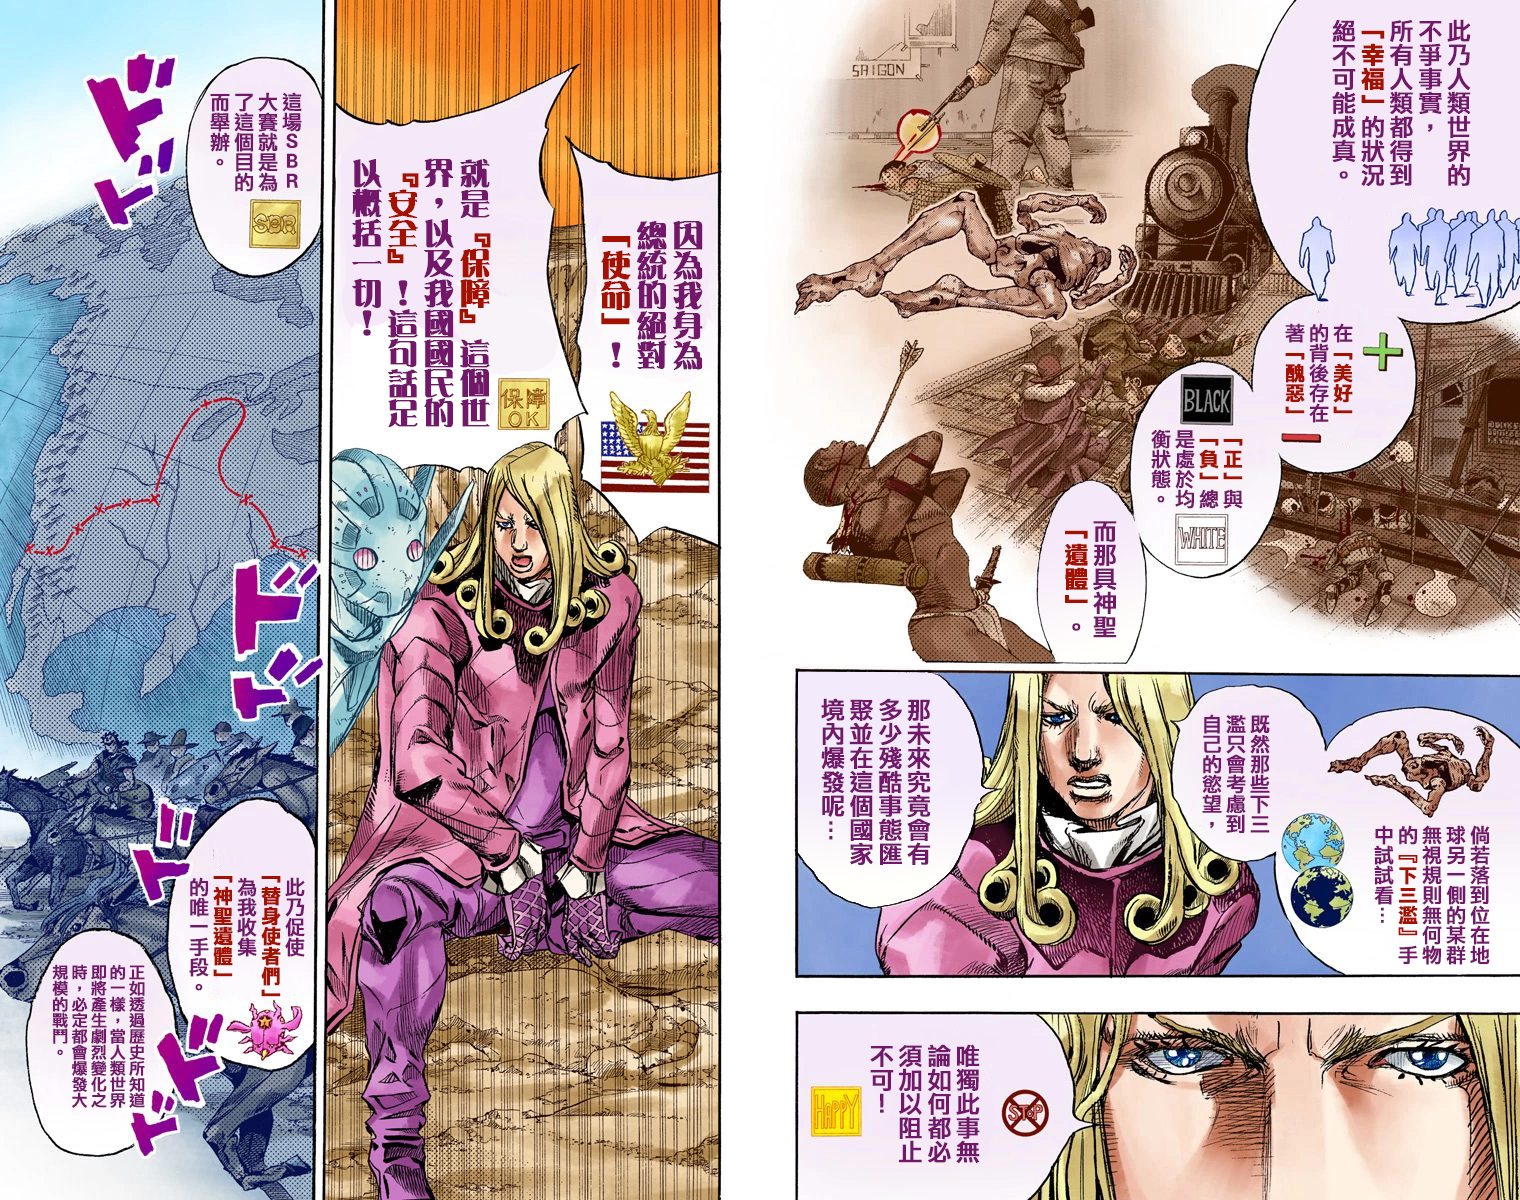 此乃人類世界的
不爭事實，
所有人類都得到
「幸福」的狀況
絕不可能成真。
SAIGON
在「美好」
的背後存在
著「醜惡」
BLACK
「正」與
「負」總
是處於均
衡狀態。
WHITE
而那具神聖
「遺體」。
倘若落到位在地
球另一側的某群
無視規則無何物
的『下三濫』手
中試試看…
既然那些下三
濫只會考慮到
自己的慾望，
那未來究竟會有
多少殘酷事態匯
聚並在這個國家
境內爆發呢…
STOP
唯獨此事無
論如何都必
須加以阻止
不可！
HAPPY
因為我身為
總統的絕對
「使命」！
就是『保障』這個世
界，以及我國國民的
『安全』！這句話足
以概括一切！
保障
OK
這場SBR
大賽就是為
了這個目的
而舉辦。
SBR
ドド
ドド
此乃促使
「替身使者們」
為我收集
「神聖遺體」
的唯一手段。
正如透過歷史所知道
的一樣，當人類世界
即將產生劇烈變化之
時，必定都會爆發大
規模的戰鬥。
ドド
ドドド